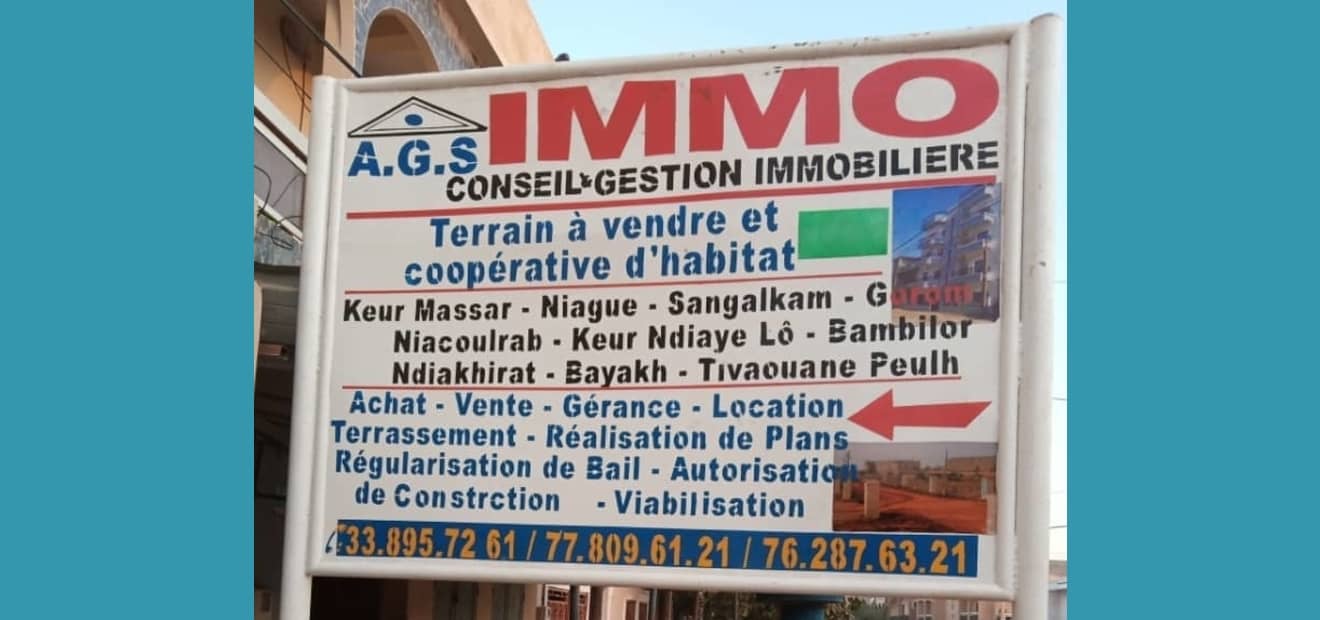 A.G.S IMMO
CONSEIL & GESTION IMMOBILIERE
Terrain à vendre et
coopérative d'habitat
Keur Massar - Niague - Sangalkam - Gorom
Niacoulrab - Keur Ndiaye Lô - Bambilor
Ndiakhirat - Bayakh - Tivaouane Peulh
Achat - Vente - Gérance - Location
Terrassement - Réalisation de Plans
Régularisation de Bail - Autorisation
de Constrction - Viabilisation
33.895.72 61 / 77.809.61.21 / 76.287.63.21